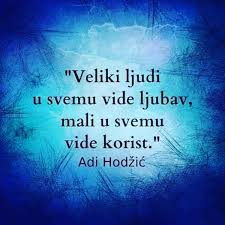 "Veliki ljudi
u svemu vide ljubav,
mali u svemu
vide korist."
Adi Hodžić